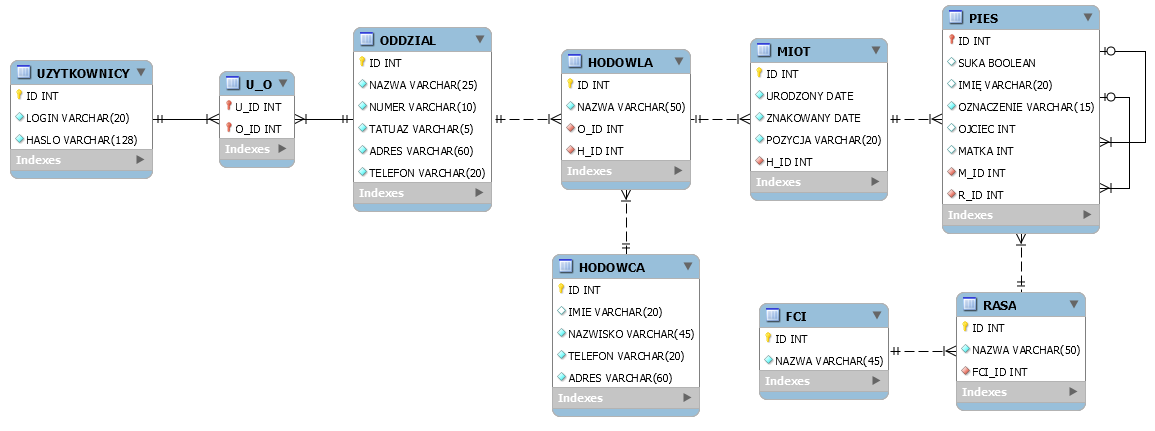 UZYTKOWNICY
ID INT
LOGIN VARCHAR(20)
HASLO VARCHAR(128)
Indexes
U_O
U_ID INT
O_ID INT
Indexes
ODDZIAL
ID INT
NAZWA VARCHAR(25)
NUMER VARCHAR(10)
TATUAZ VARCHAR(5)
ADRES VARCHAR(60)
TELEFON VARCHAR(20)
Indexes
HODOWLA
ID INT
NAZWA VARCHAR(50)
O_ID INT
H_ID INT
Indexes
MIOT
ID INT
URODZONY DATE
ZNAKOWANY DATE
POZYCJA VARCHAR(20)
H_ID INT
Indexes
PIES
ID INT
SUKA BOOLEAN
IMIĘ VARCHAR(20)
OZNACZENIE VARCHAR(15)
OJCIEC INT
MATKA INT
M_ID INT
R_ID INT
Indexes
HODOWCA
ID INT
IMIE VARCHAR(20)
NAZWISKO VARCHAR(45)
TELEFON VARCHAR(20)
ADRES VARCHAR(60)
Indexes
FCI
ID INT
NAZWA VARCHAR(45)
Indexes
RASA
ID INT
NAZWA VARCHAR(50)
FCI_ID INT
Indexes